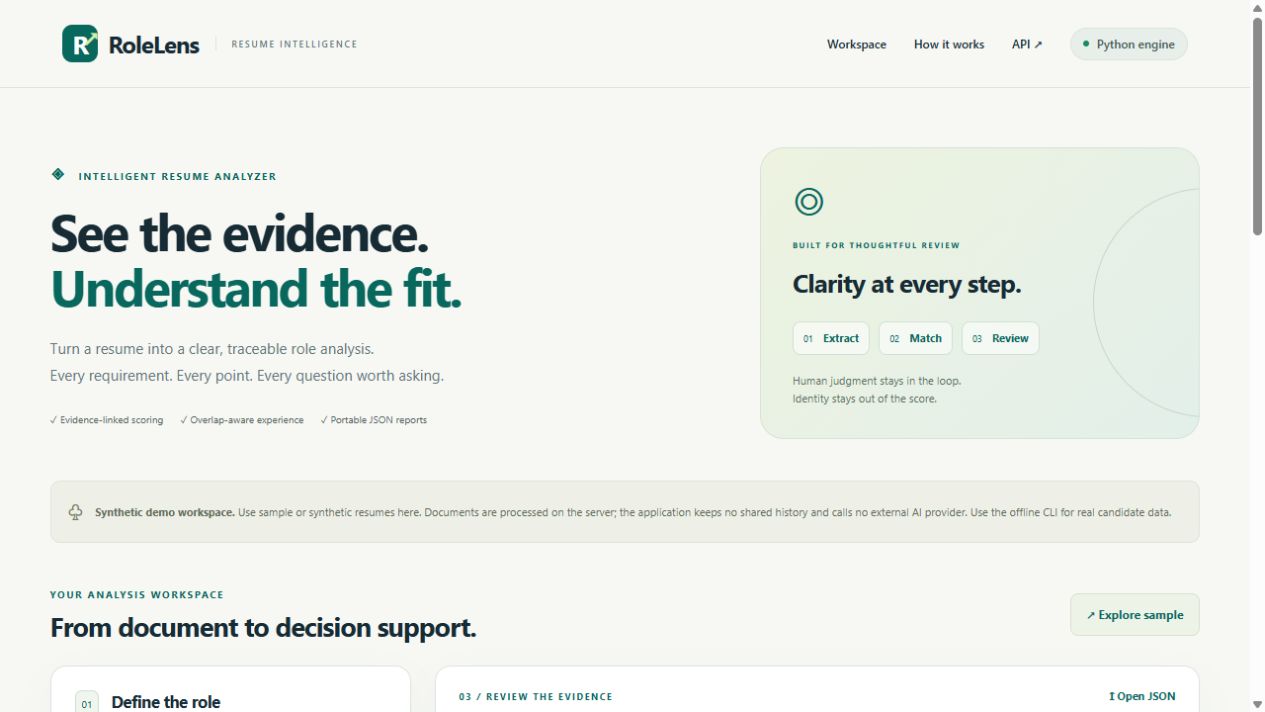 RoleLens
RESUME INTELLIGENCE
Workspace
How it works
API ↗
Python engine
INTELLIGENT RESUME ANALYZER
See the evidence.
Understand the fit.
Turn a resume into a clear, traceable role analysis.
Every requirement. Every point. Every question worth asking.
✓ Evidence-linked scoring
✓ Overlap-aware experience
✓ Portable JSON reports
BUILT FOR THOUGHTFUL REVIEW
Clarity at every step.
01 Extract
02 Match
03 Review
Human judgment stays in the loop.
Identity stays out of the score.
Synthetic demo workspace. Use sample or synthetic resumes here. Documents are processed on the server; the application keeps no shared history and calls no external AI provider. Use the offline CLI for real candidate data.
YOUR ANALYSIS WORKSPACE
From document to decision support.
↗ Explore sample
01 Define the role
03 / REVIEW THE EVIDENCE
Open JSON